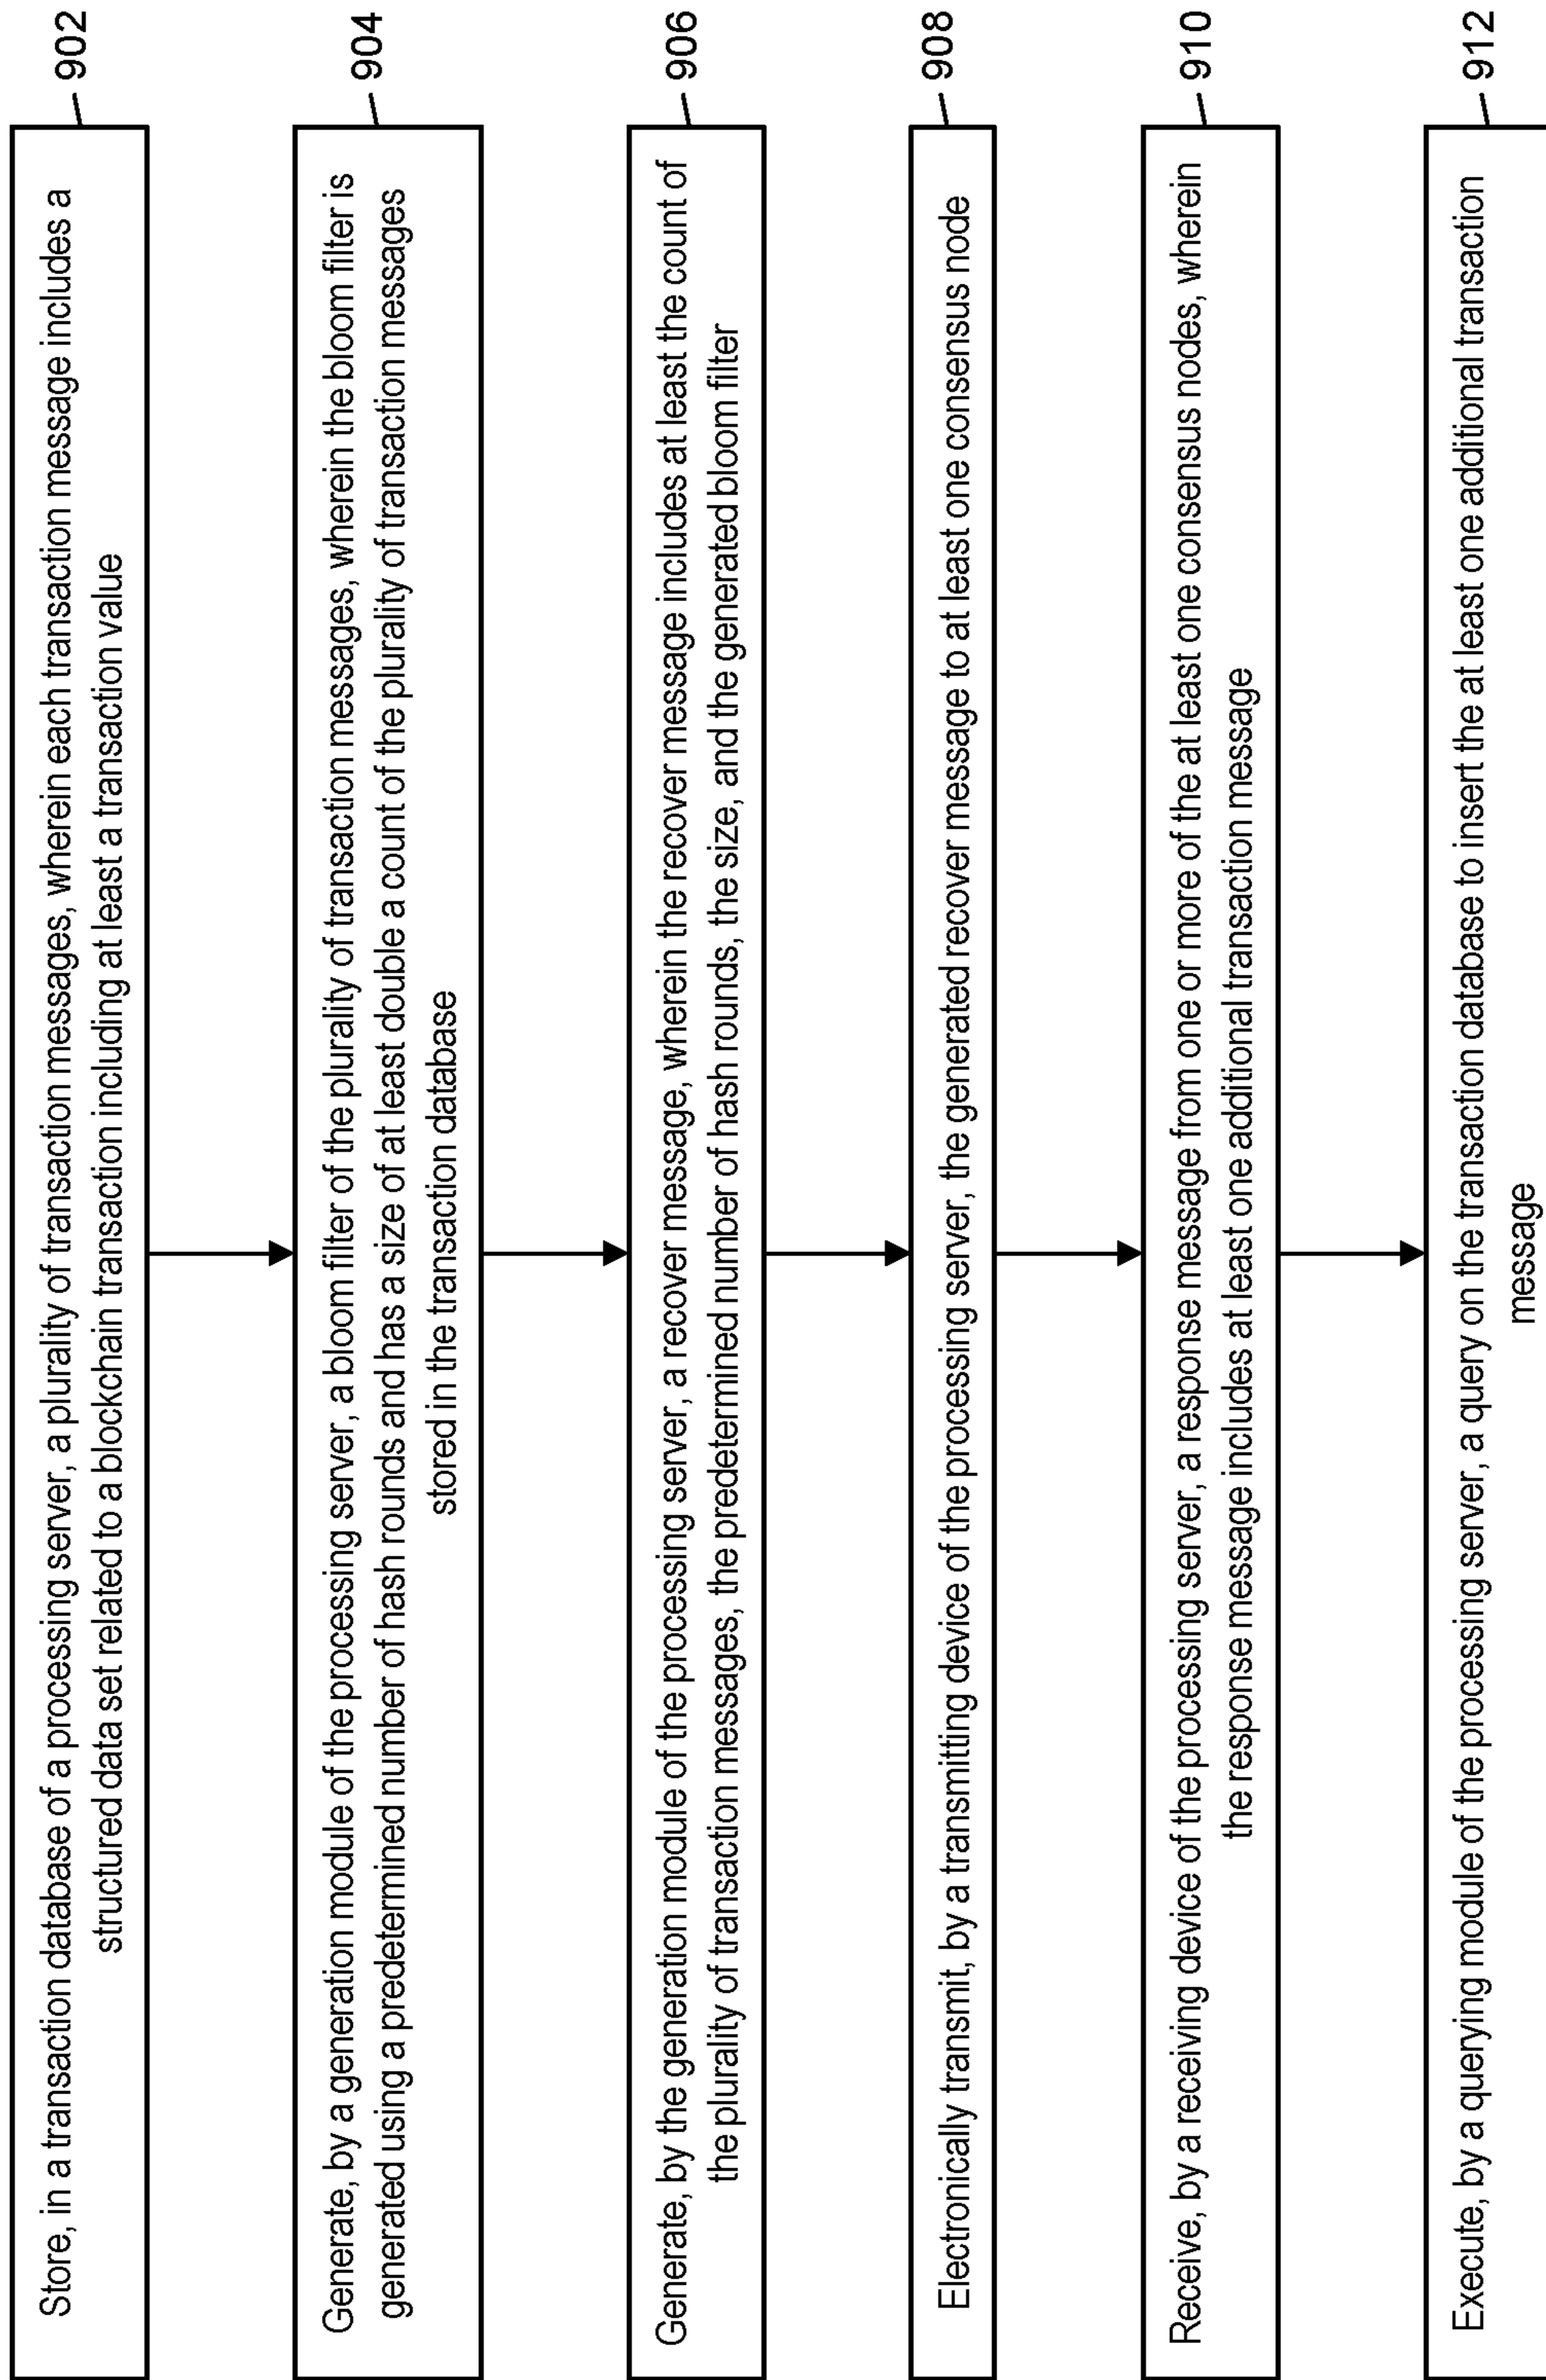 Store, in a transaction database of a processing server, a plurality of transaction messages, wherein each transaction message includes a
structured data set related to a blockchain transaction including at least a transaction value
902
Generate, by a generation module of the processing server, a bloom filter of the plurality of transaction messages, wherein the bloom filter is
generated using a predetermined number of hash rounds and has a size of at least double a count of the plurality of transaction messages
stored in the transaction database
904
Generate, by the generation module of the processing server, a recover message, wherein the recover message includes at least the count of
the plurality of transaction messages, the predetermined number of hash rounds, the size, and the generated bloom filter
906
Electronically transmit, by a transmitting device of the processing server, the generated recover message to at least one consensus node
908
Receive, by a receiving device of the processing server, a response message from one or more of the at least one consensus nodes, wherein
the response message includes at least one additional transaction message
910
Execute, by a querying module of the processing server, a query on the transaction database to insert the at least one additional transaction
message
912